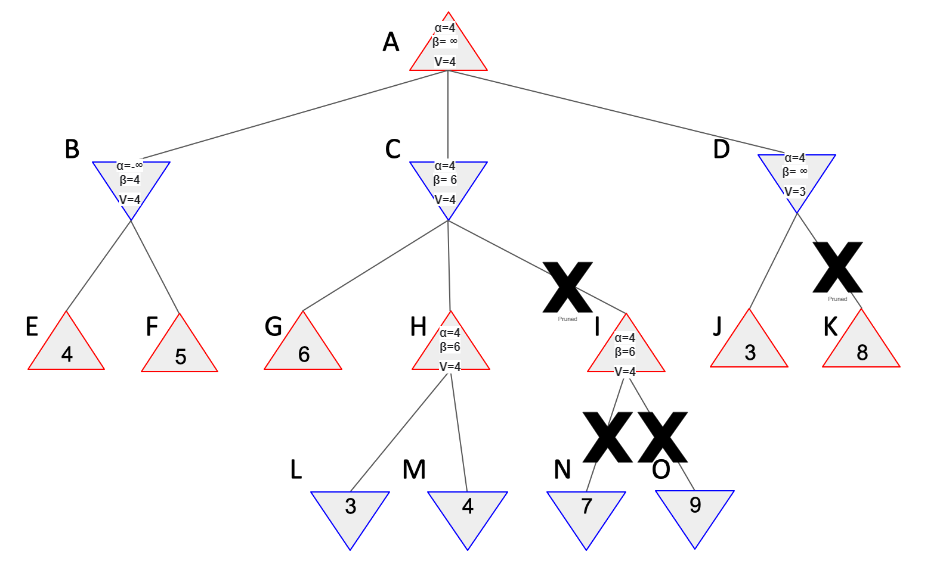 A
α=4
β= ∞
V=4
B
α=-∞
β=4
V=4
C
α=4
β= 6
V=4
D
α=4
β= ∞
V=3
X
Pruned
X
Pruned
E
4
F
5
G
6
H
α=4
β=6
V=4
I
α=4
β=6
V=4
J
3
K
8
X X
L
3
M
4
N
7
O
9